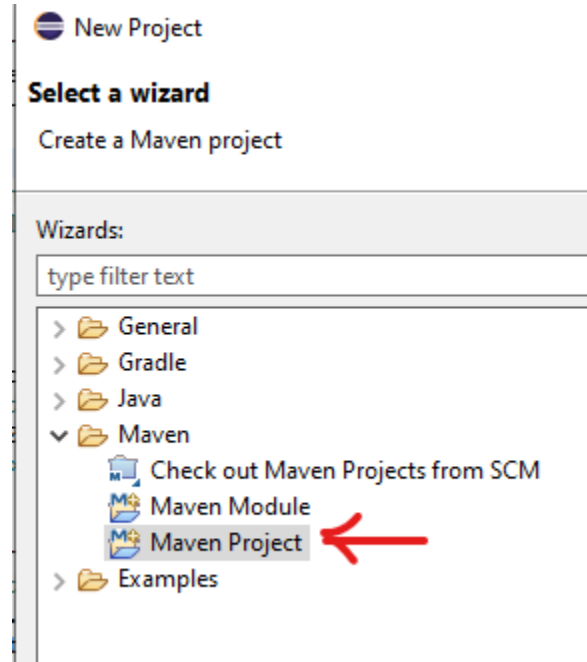 New Project
Select a wizard
Create a Maven project
Wizards:
type filter text
General
Gradle
Java
Maven
Check out Maven Projects from SCM
Maven Module
Maven Project
Examples